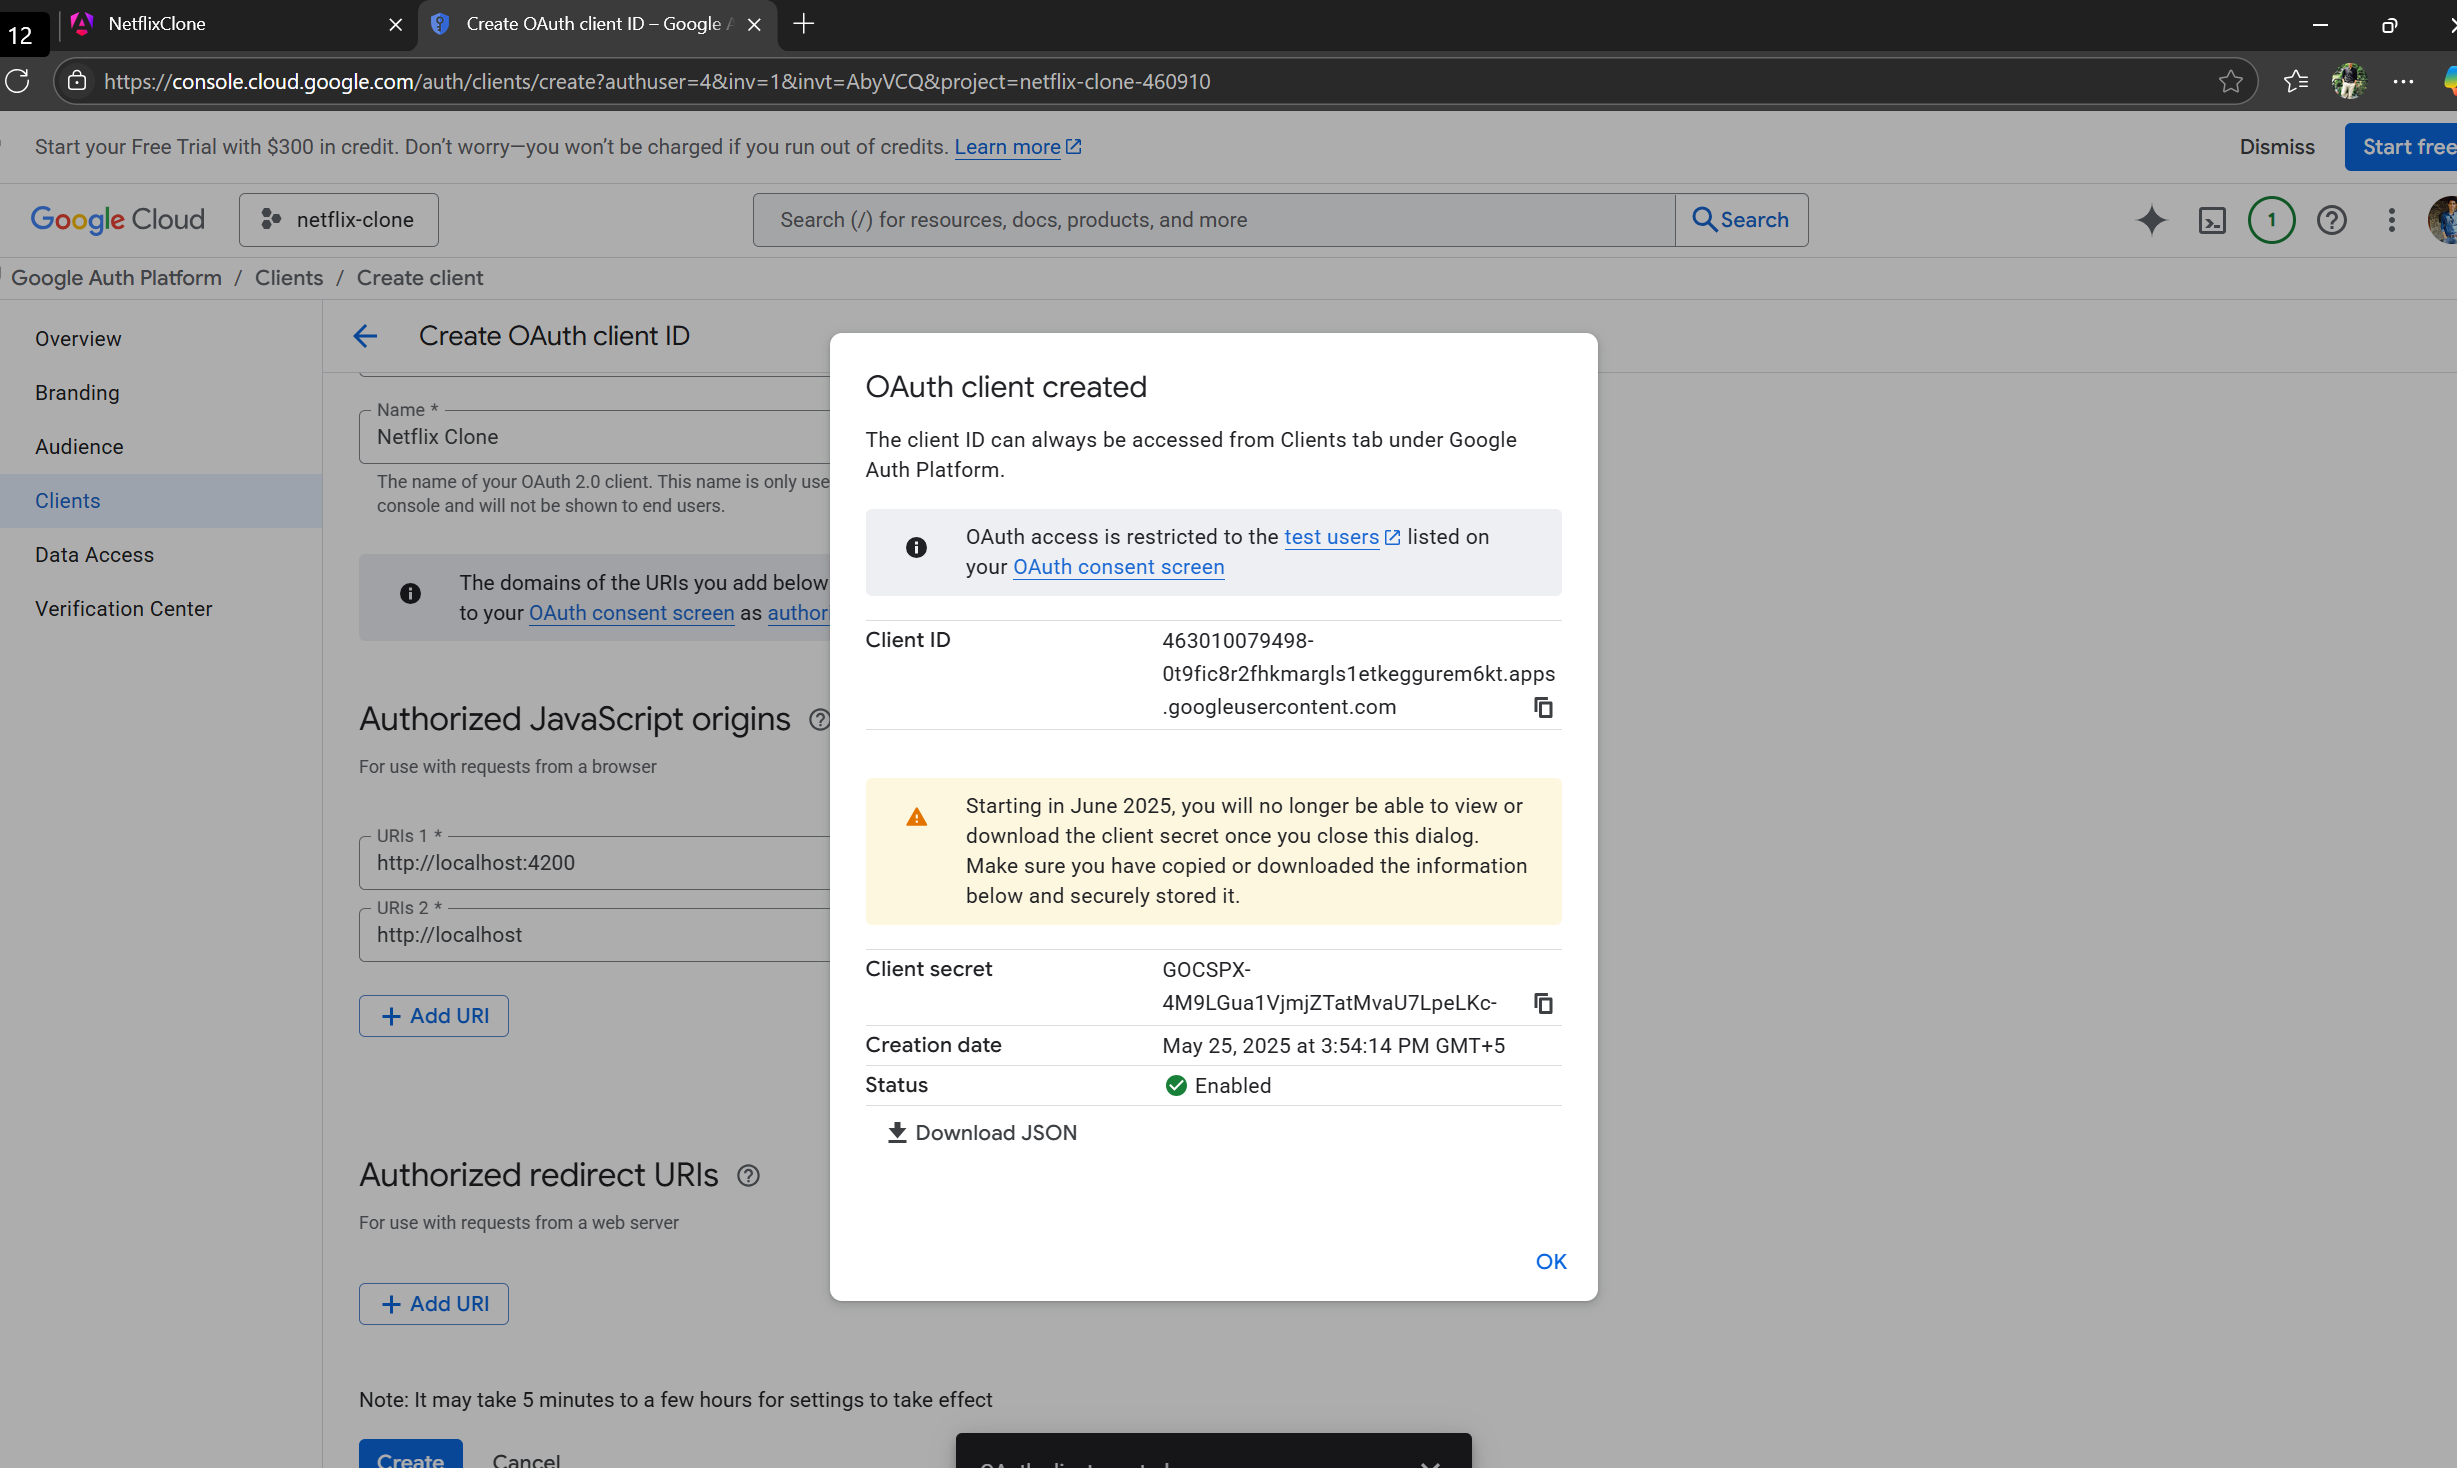 12
NetflixClone
Create OAuth client ID – Google A
https://console.cloud.google.com/auth/clients/create?authuser=4&inv=1&invt=AbyVCQ&project=netflix-clone-460910
Start your Free Trial with $300 in credit. Don’t worry—you won’t be charged if you run out of credits. Learn more
Dismiss
Start free
Google Cloud
netflix-clone
Search (/) for resources, docs, products, and more
Search
1
Google Auth Platform / Clients / Create client
Overview
Branding
Audience
Clients
Data Access
Verification Center
Create OAuth client ID
Name *
Netflix Clone
The name of your OAuth 2.0 client. This name is only use
console and will not be shown to end users.
The domains of the URIs you add below
to your OAuth consent screen as authori
Authorized JavaScript origins
For use with requests from a browser
URIs 1 *
http://localhost:4200
URIs 2 *
http://localhost
Add URI
Authorized redirect URIs
For use with requests from a web server
Add URI
Note: It may take 5 minutes to a few hours for settings to take effect
Create
Cancel
OAuth client created
The client ID can always be accessed from Clients tab under Google
Auth Platform.
OAuth access is restricted to the test users listed on
your OAuth consent screen
Client ID
463010079498-
0t9fic8r2fhkmargls1etkeggurem6kt.apps
.googleusercontent.com
Starting in June 2025, you will no longer be able to view or
download the client secret once you close this dialog.
Make sure you have copied or downloaded the information
below and securely stored it.
Client secret
GOCSPX-
4M9LGua1VjmjZTatMvaU7LpeLKc-
Creation date
May 25, 2025 at 3:54:14 PM GMT+5
Status
Enabled
Download JSON
OK